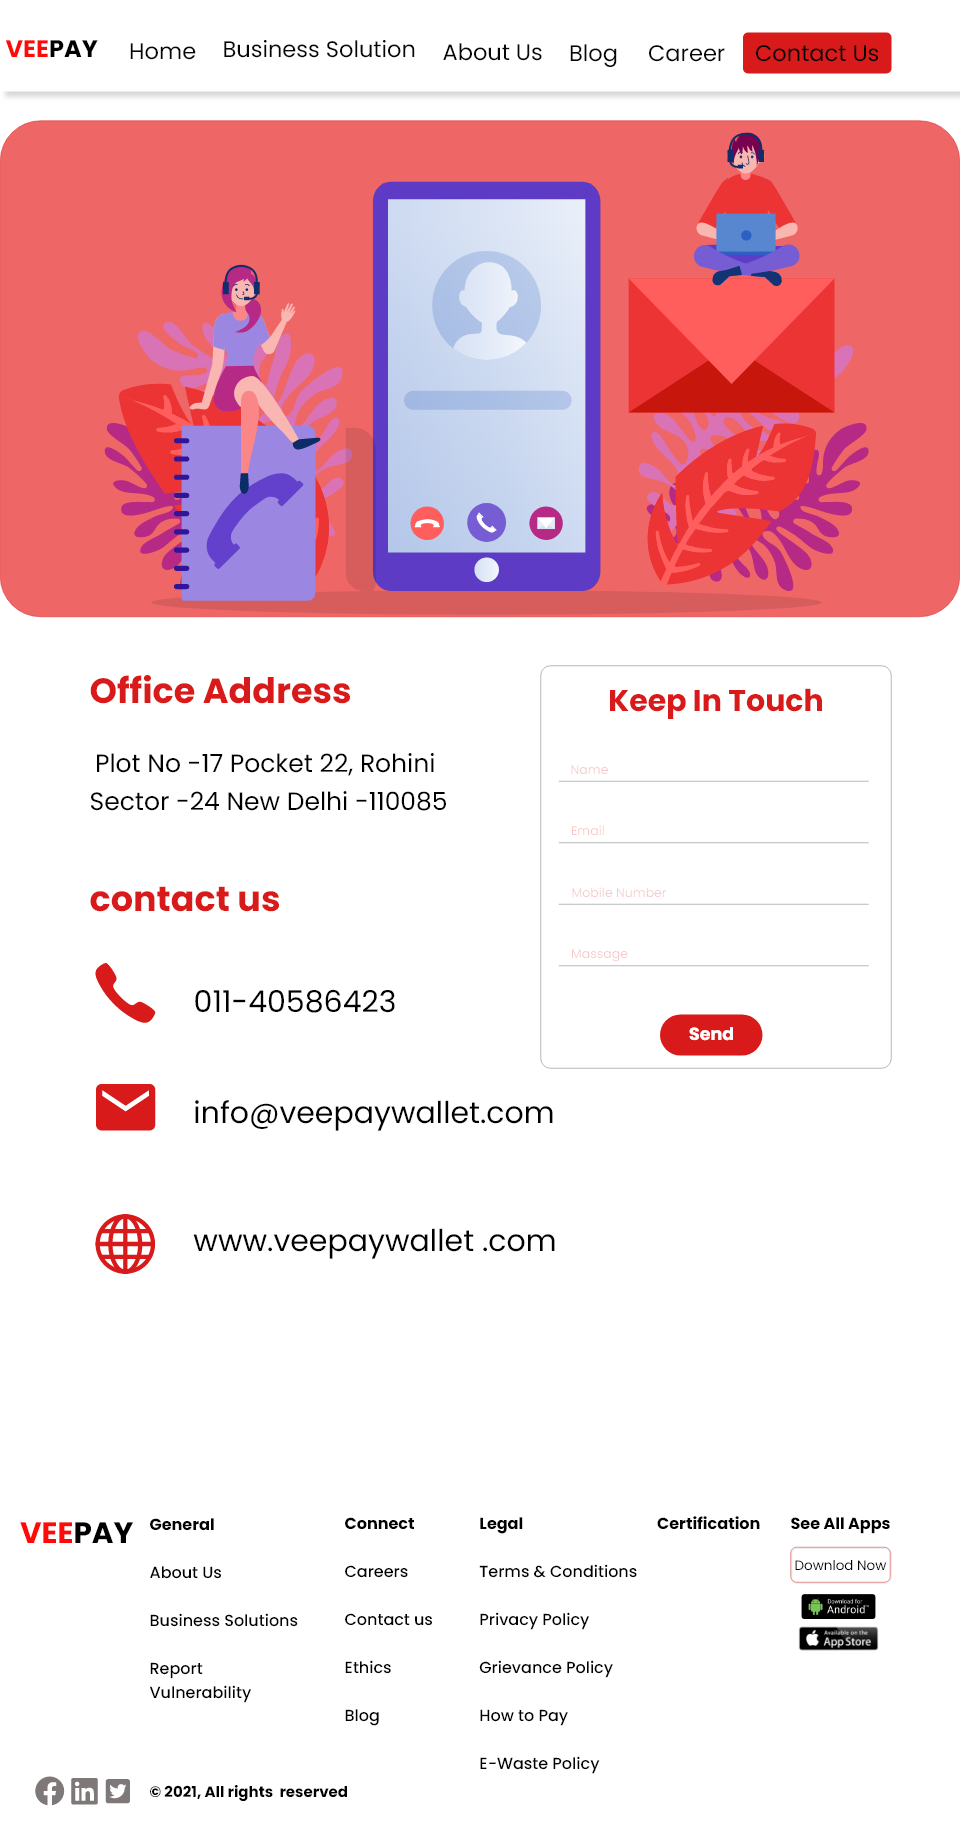 VEEPAY Home Business Solution About Us Blog Career Contact Us
Office Address
Plot No -17 Pocket 22, Rohini
Sector -24 New Delhi -110085
contact us
011-40586423
info@veepaywallet.com
www.veepaywallet .com
Keep In Touch
Name
Email
Mobile Number
Massage
Send
VEEPAY
General
About Us
Business Solutions
Report
Vulnerability
Connect
Careers
Contact us
Ethics
Blog
Legal
Terms & Conditions
Privacy Policy
Grievance Policy
How to Pay
E-Waste Policy
Certification
See All Apps
Downlod Now
Download for
Android™
Available on the
App Store
© 2021, All rights reserved